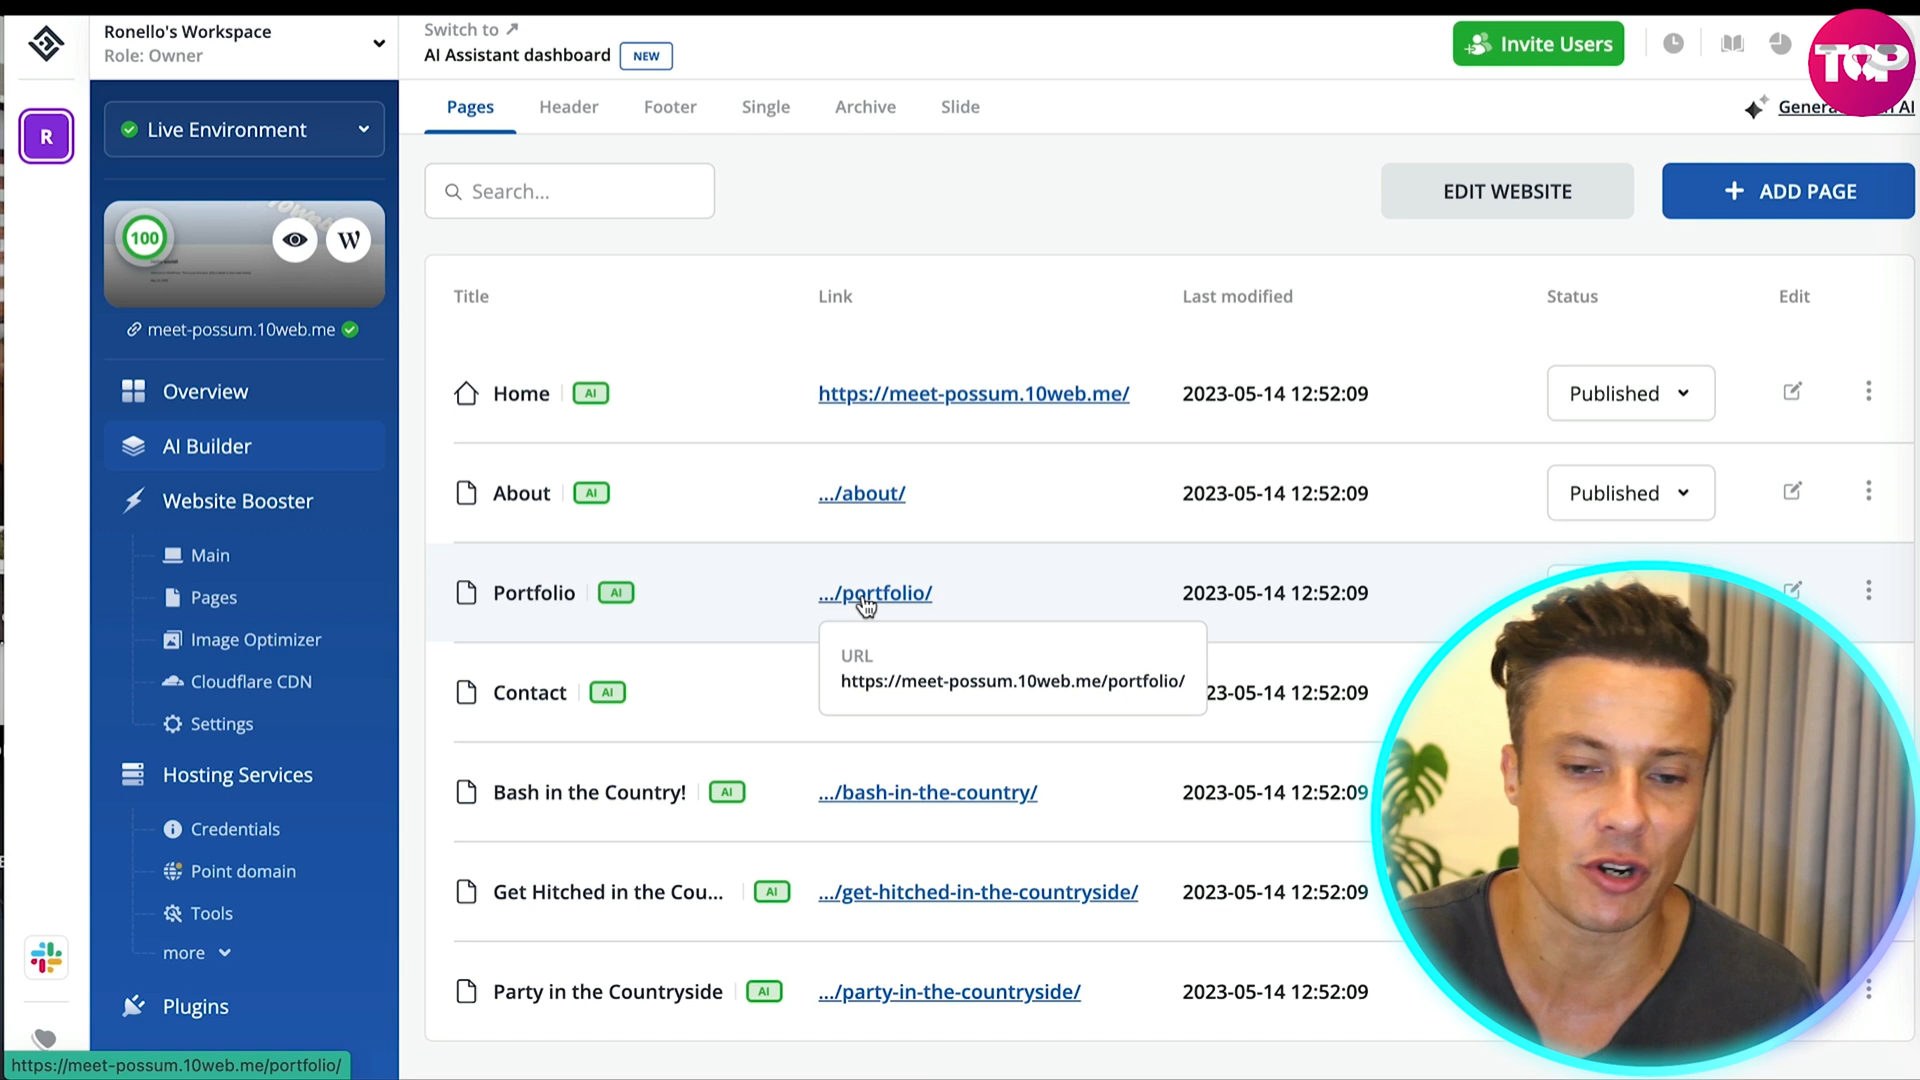 Ronello's Workspace
Role: Owner
Switch to
AI Assistant dashboard NEW
Invite Users
TOP
R
Live Environment
Pages Header Footer Single Archive Slide
Search...
EDIT WEBSITE
+ ADD PAGE
100
W
meet-possum.10web.me
Overview
AI Builder
Website Booster
Main
Pages
Image Optimizer
Cloudflare CDN
Settings
Hosting Services
Credentials
Point domain
Tools
more
Plugins
Title Link Last modified Status Edit
Home AI https://meet-possum.10web.me/ 2023-05-14 12:52:09 Published
About AI .../about/ 2023-05-14 12:52:09 Published
Portfolio AI .../portfolio/ 2023-05-14 12:52:09
URL
https://meet-possum.10web.me/portfolio/
Contact AI 23-05-14 12:52:09
Bash in the Country! AI .../bash-in-the-country/ 2023-05-14 12:52:09
Get Hitched in the Cou... AI .../get-hitched-in-the-countryside/ 2023-05-14 12:52:09
Party in the Countryside AI .../party-in-the-countryside/ 2023-05-14 12:52:09
https://meet-possum.10web.me/portfolio/